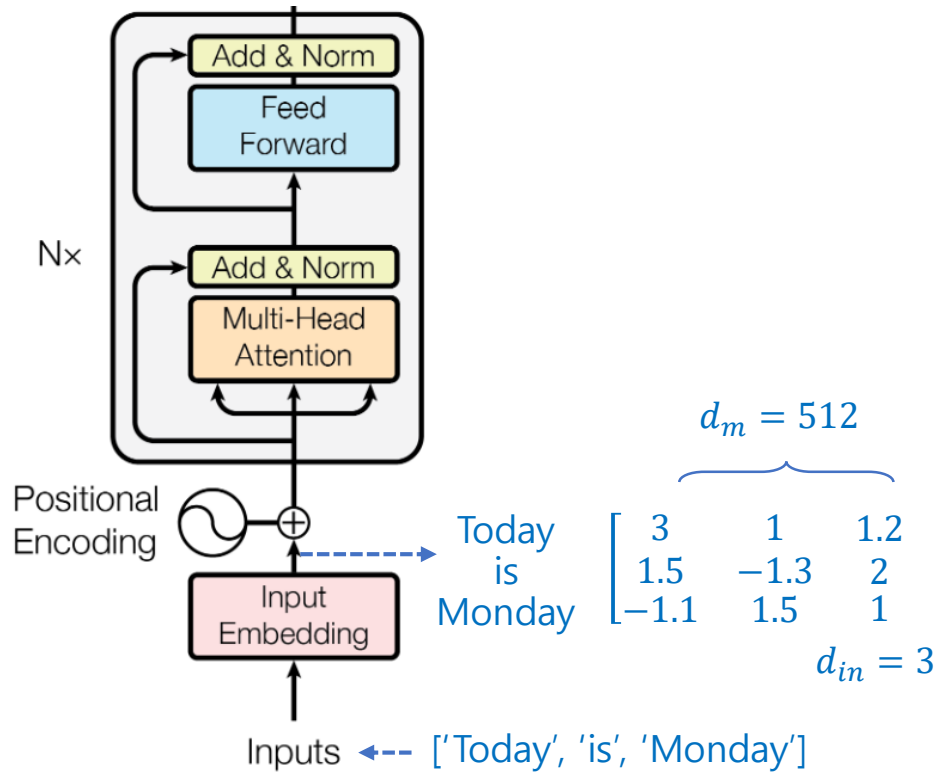 Add & Norm
Feed
Forward
N×
Add & Norm
Multi-Head
Attention
Positional
Encoding
Input
Embedding
Inputs
['Today', 'is', 'Monday']
d_m = 512
Today
is
Monday
3 1 1.2
1.5 −1.3 2
−1.1 1.5 1
d_in = 3